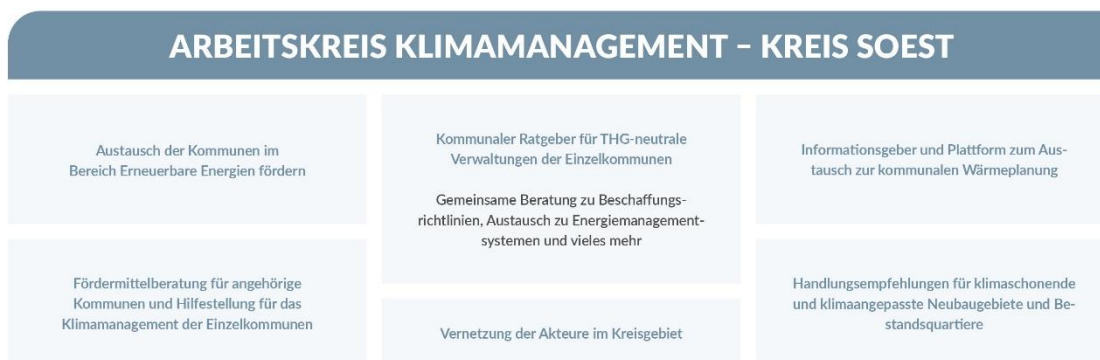 ARBEITSKREIS KLIMAMANAGEMENT – KREIS SOEST
Austausch der Kommunen im
Bereich Erneuerbare Energien fördern
Kommunaler Ratgeber für THG-neutrale
Verwaltungen der Einzelkommunen
Gemeinsame Beratung zu Beschaffungs-
richtlinien, Austausch zu Energiemanagement-
systemen und vieles mehr
Informationsgeber und Plattform zum Aus-
tausch zur kommunalen Wärmeplanung
Fördermittelberatung für angehörige
Kommunen und Hilfestellung für das
Klimamanagement der Einzelkommunen
Vernetzung der Akteure im Kreisgebiet
Handlungsempfehlungen für klimaschonende
und klimaangepasste Neubaugebiete und Be-
standsquartiere